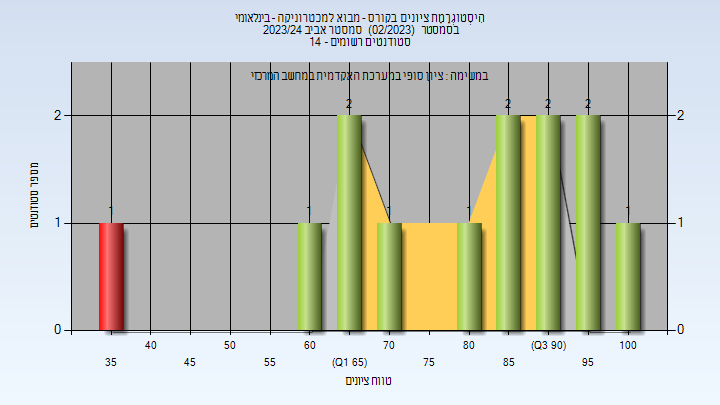 היסטוגרמת ציונים בקורס - מבוא למכטרוניקה - בינלאומי
בסמסטר (02/2023) סמסטר אביב 2023/24
סטודנטים רשומים - 14
במשימה : ציון סופי במערכת האקדמית במחשב המרכזי
מספר סטודנטים
2 2
1 1
0 0
1 1 2 1 1 2 2 2 1
40 50 60 70 80 (Q3 90) 100
35 45 55 (Q1 65) 75 85 95
טווח ציונים